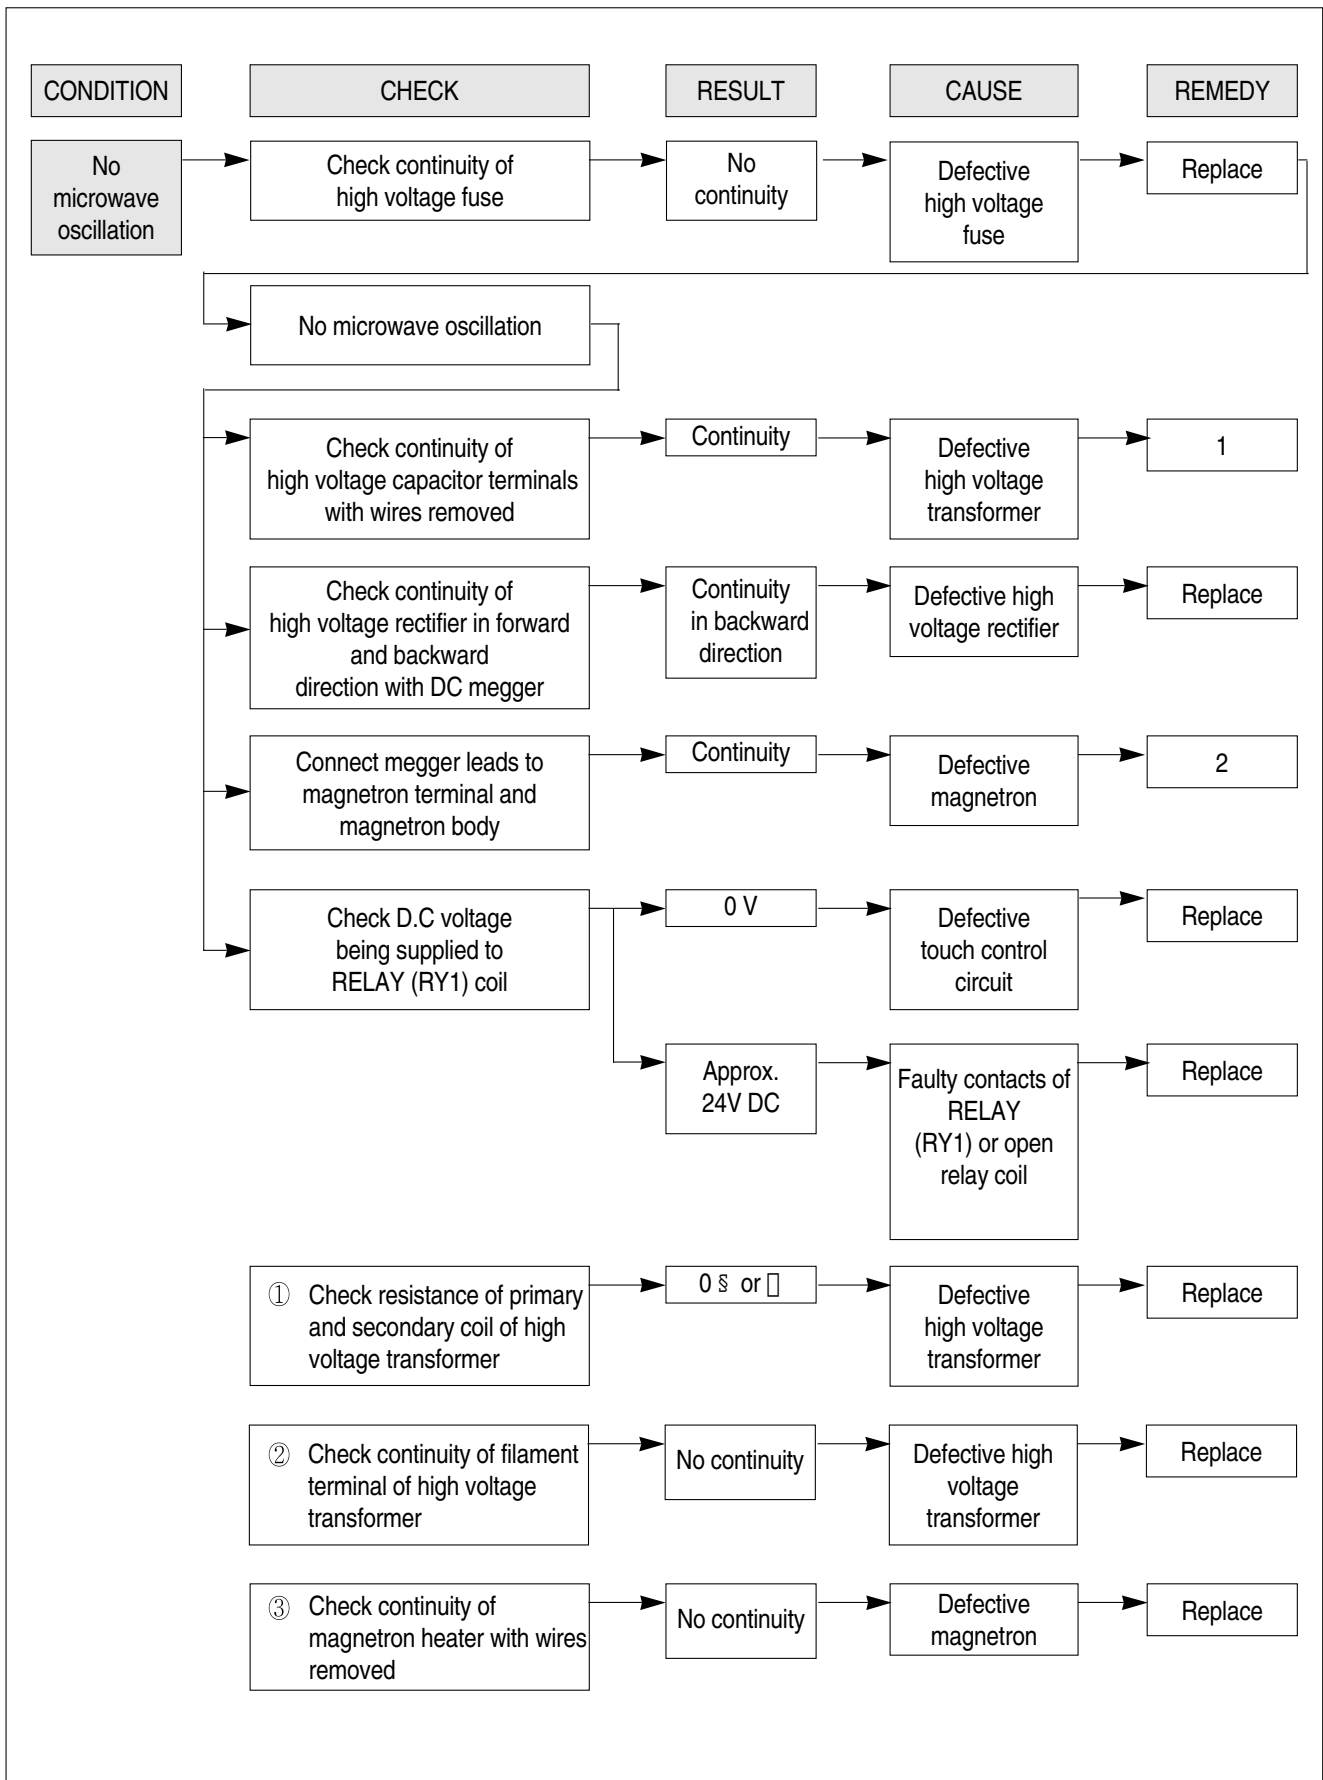 CONDITION
CHECK
RESULT
CAUSE
REMEDY
No
microwave
oscillation
Check continuity of
high voltage fuse
No
continuity
Defective
high voltage
fuse
Replace
No microwave oscillation
Check continuity of
high voltage capacitor terminals
with wires removed
Continuity
Defective
high voltage
transformer
1
Check continuity of
high voltage rectifier in forward
and backward
direction with DC megger
Continuity
in backward
direction
Defective high
voltage rectifier
Replace
Connect megger leads to
magnetron terminal and
magnetron body
Continuity
Defective
magnetron
2
Check D.C voltage
being supplied to
RELAY (RY1) coil
0 V
Defective
touch control
circuit
Replace
Approx.
24V DC
Faulty contacts of
RELAY
(RY1) or open
relay coil
Replace
① Check resistance of primary
and secondary coil of high
voltage transformer
0 § or ▯
Defective
high voltage
transformer
Replace
② Check continuity of filament
terminal of high voltage
transformer
No continuity
Defective high
voltage
transformer
Replace
③ Check continuity of
magnetron heater with wires
removed
No continuity
Defective
magnetron
Replace